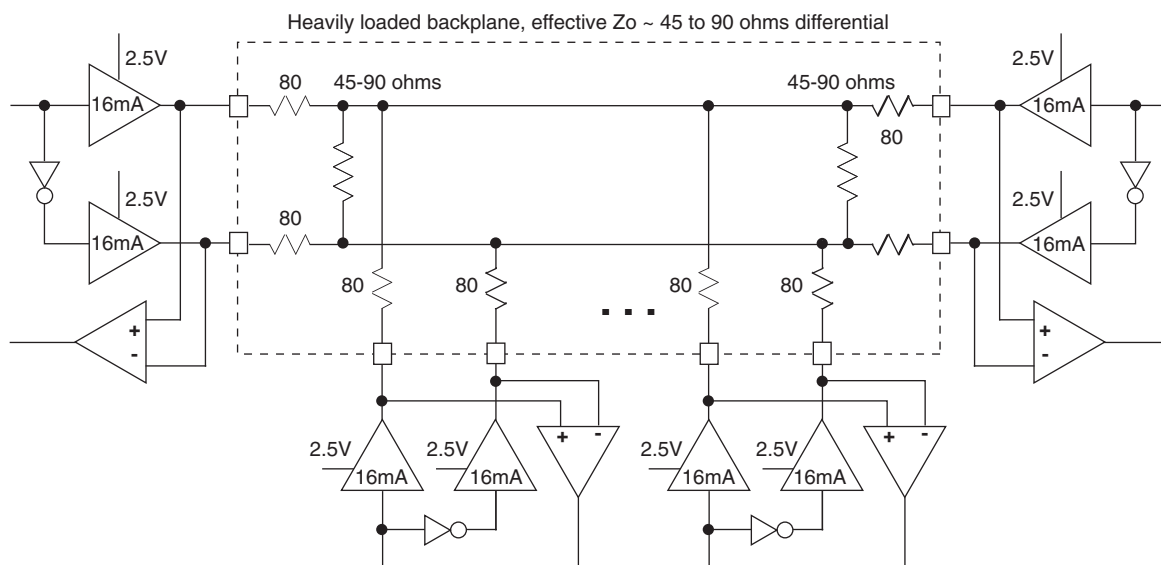 Heavily loaded backplane, effective Zo ~ 45 to 90 ohms differential
2.5V
2.5V
80
45-90 ohms
45-90 ohms
16mA
16mA
80
2.5V
2.5V
80
16mA
16mA
80
80
80
80
+
-
. . .
+
-
+
-
+
-
2.5V
2.5V
2.5V
2.5V
16mA
16mA
16mA
16mA